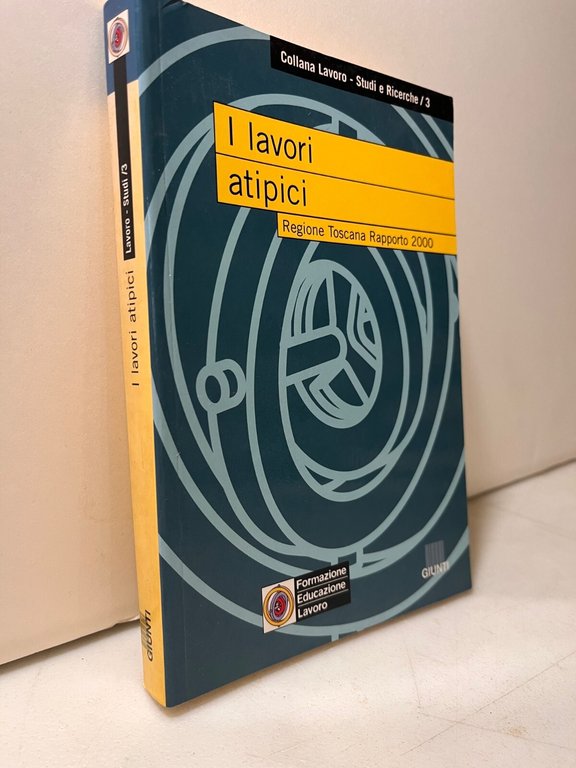 Collana Lavoro - Studi e Ricerche / 3
I lavori
atipici
Regione Toscana Rapporto 2000
Formazione
Educazione
Lavoro
GIUNTI
Lavoro - Studi /3
I lavori atipici
GIUNTI